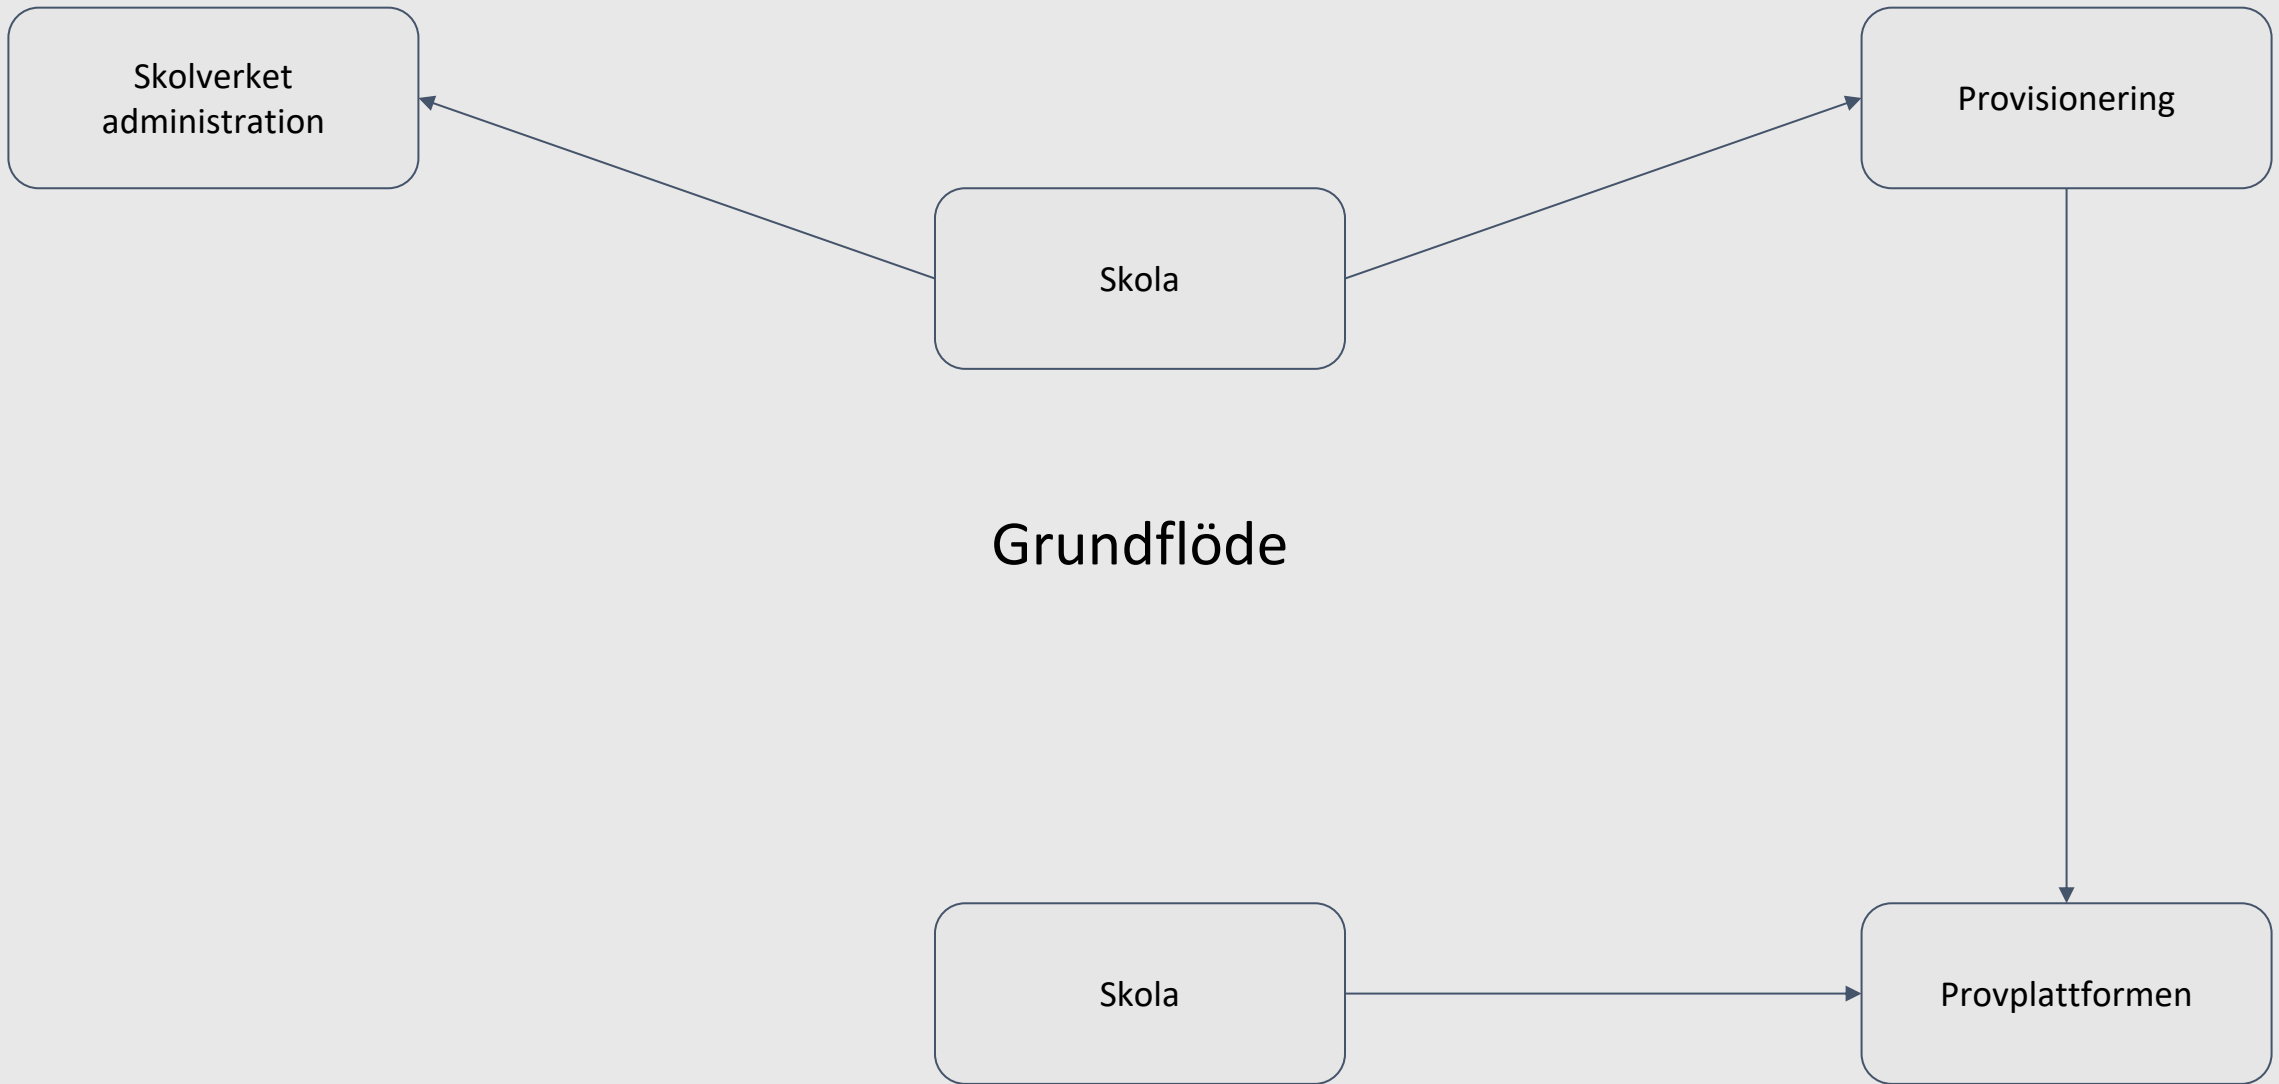 Skolverket
administration
Provisionering
Skola
Grundflöde
Skola
Provplattformen